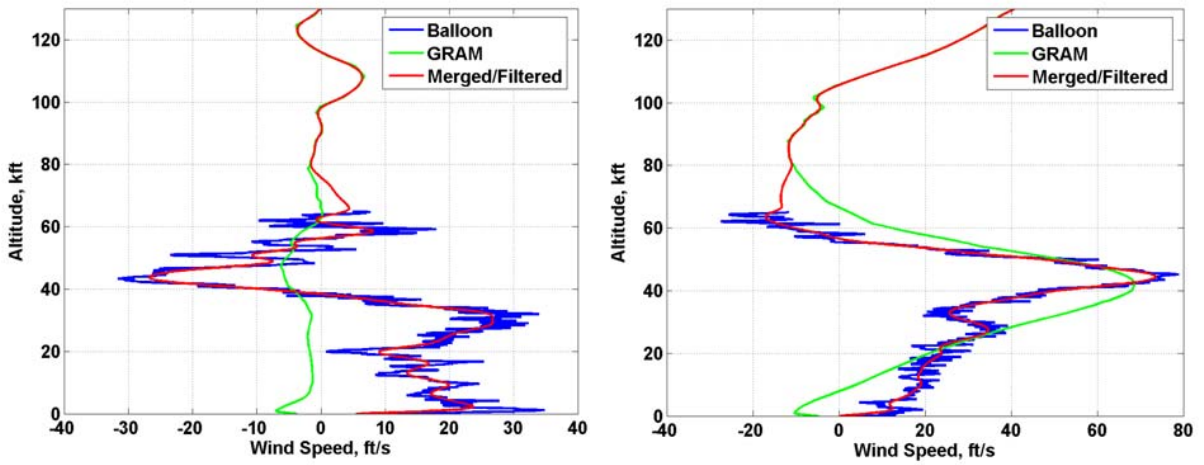 Balloon
GRAM
Merged/Filtered
120
100
80
60
40
20
0
Altitude, kft
-40 -30 -20 -10 0 10 20 30 40
Wind Speed, ft/s
Balloon
GRAM
Merged/Filtered
120
100
80
60
40
20
0
Altitude, kft
-40 -20 0 20 40 60 80
Wind Speed, ft/s